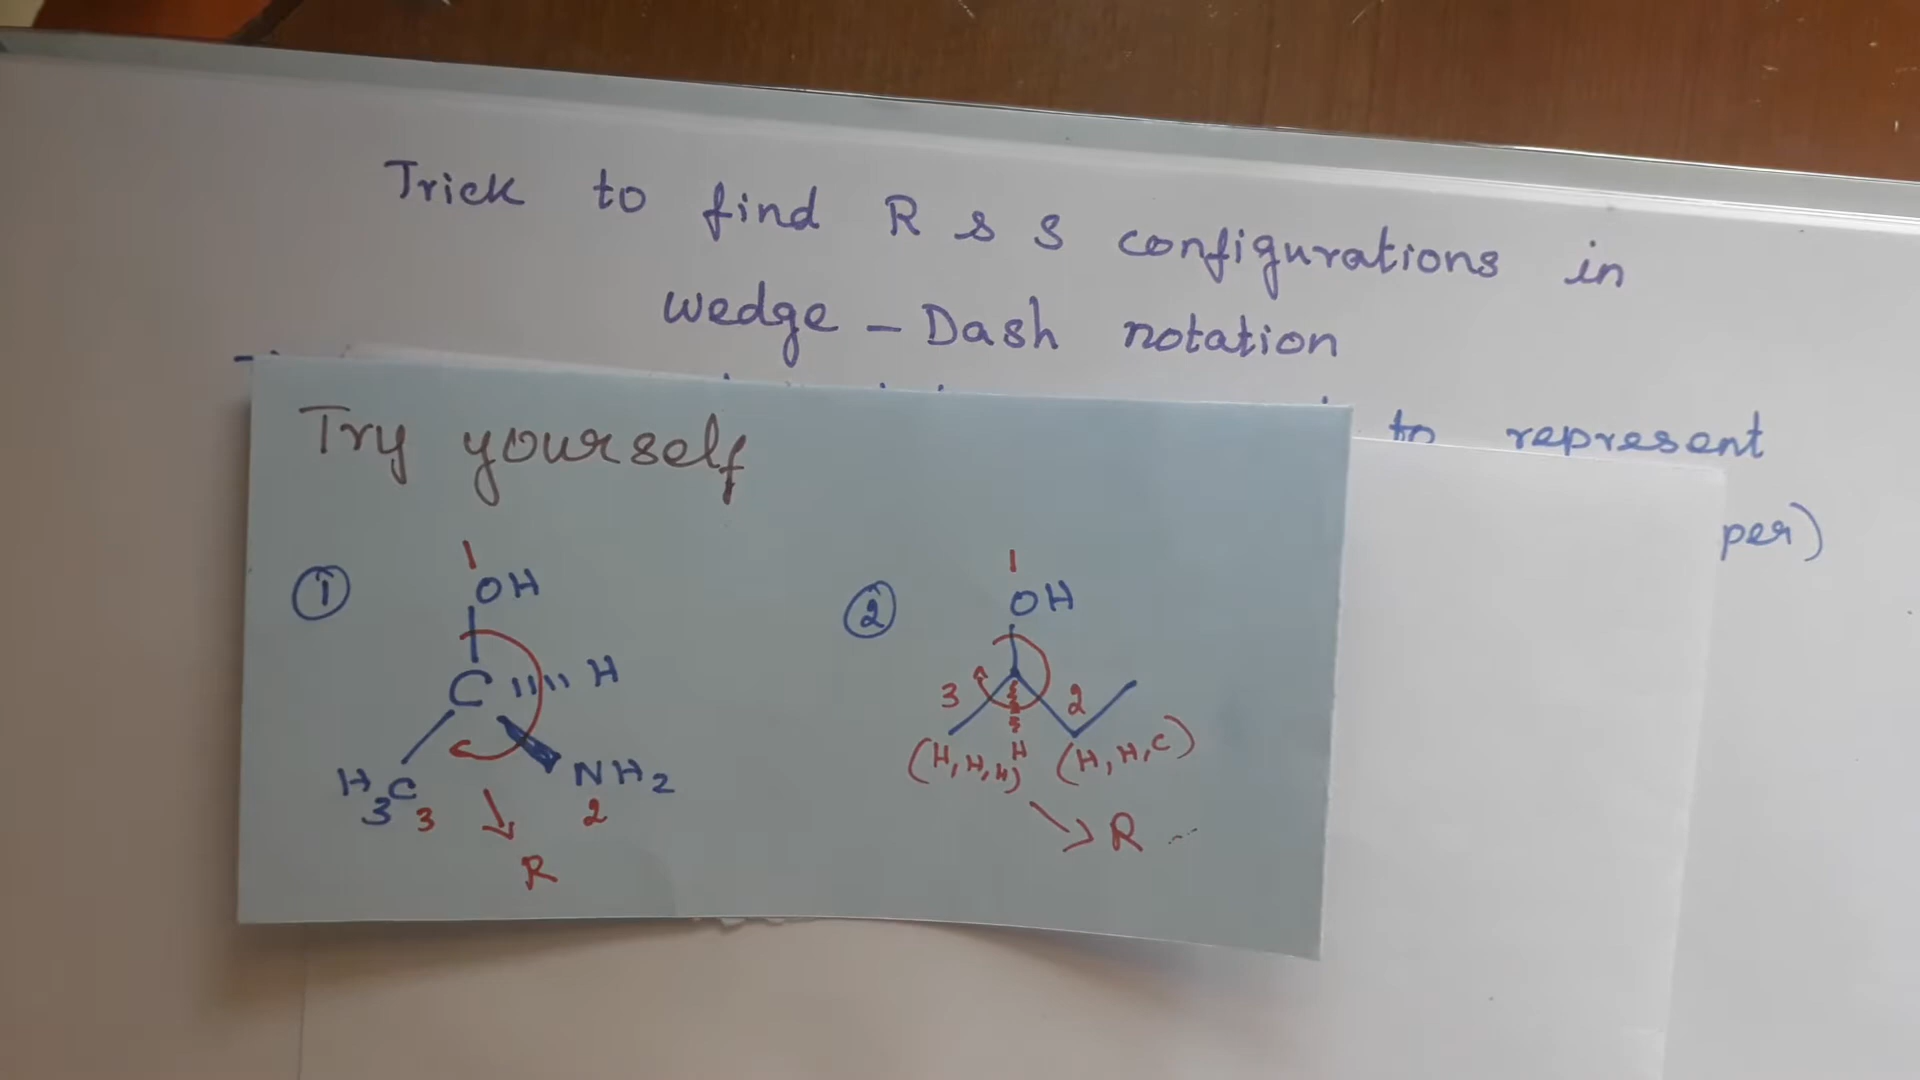 Trick to find R & S configurations in
wedge - Dash notation
to represent
per)
Try yourself
① ②
1 1
OH OH
C H
3 2
H3C NH2
3 2
(H,H,H) H (H,H,C)
R R